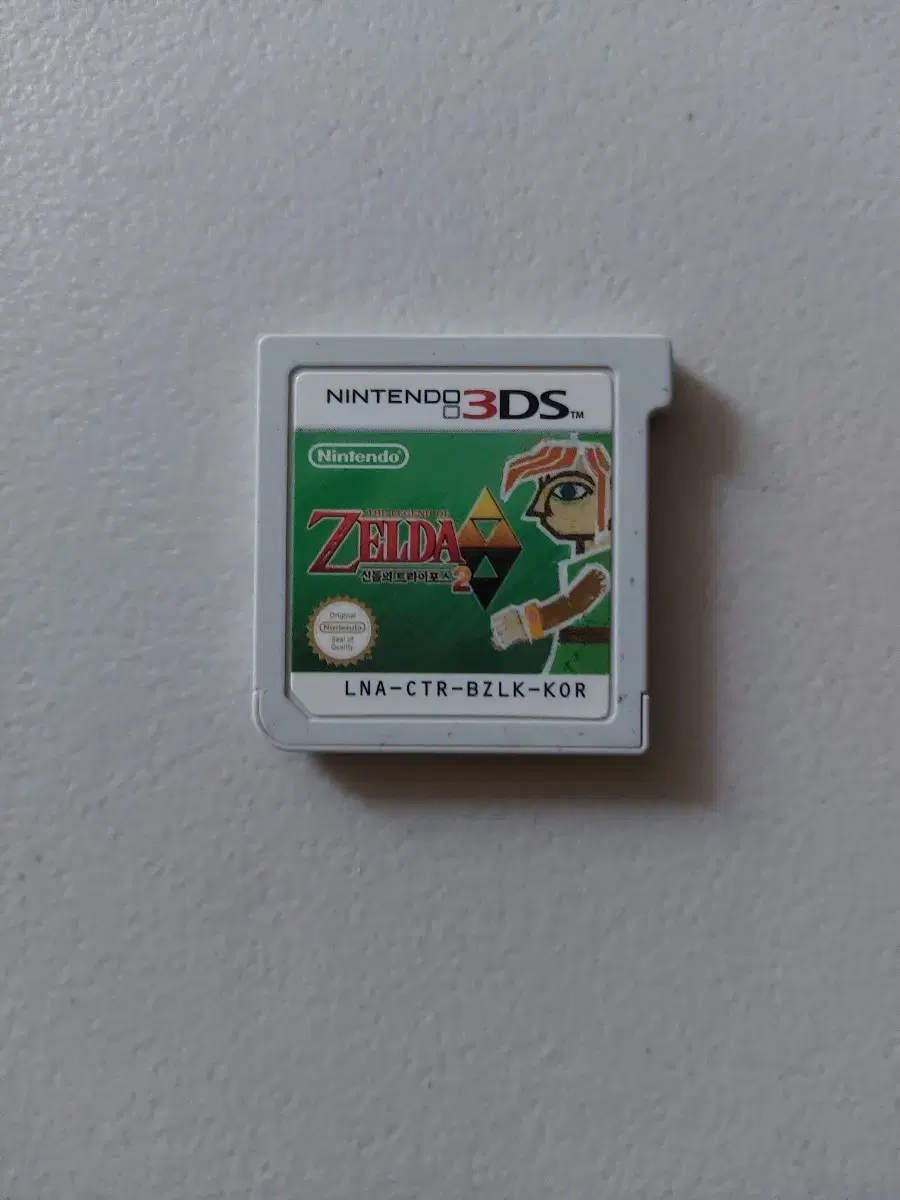 NINTENDO 3DS™
Nintendo
THE LEGEND OF
ZELDA
신들의 트라이포스 2
Original
Nintendo
Seal of
Quality
LNA-CTR-BZLK-KOR